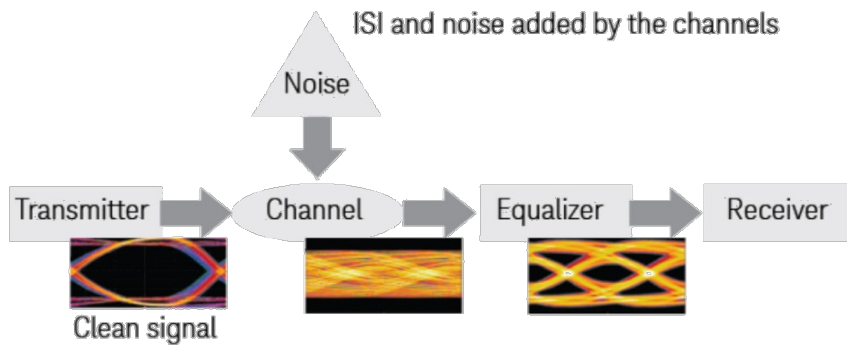 ISI and noise added by the channels
Noise
Transmitter
Channel
Equalizer
Receiver
Clean signal